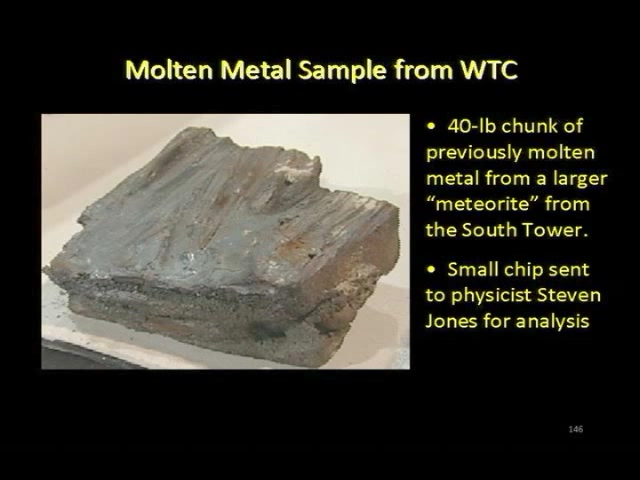 Molten Metal Sample from WTC
• 40-lb chunk of
previously molten
metal from a larger
“meteorite” from
the South Tower.
• Small chip sent
to physicist Steven
Jones for analysis
146